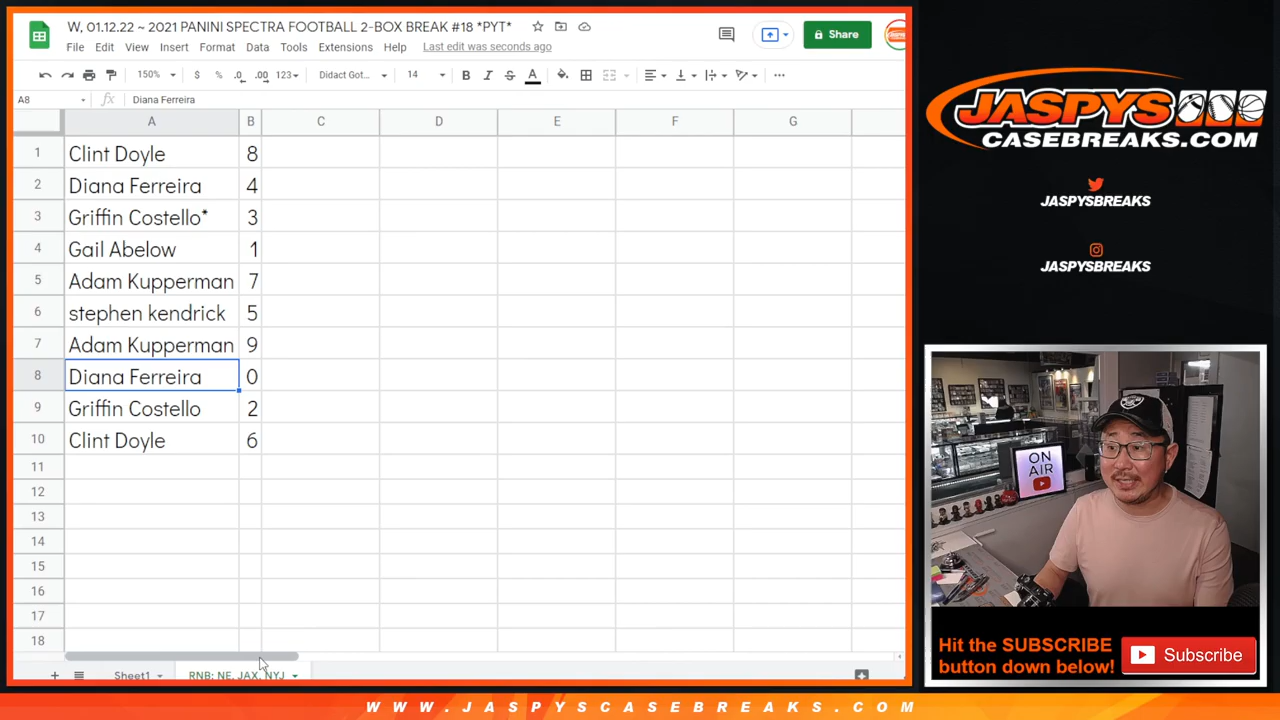 W, 01.12.22 ~ 2021 PANINI SPECTRA FOOTBALL 2-BOX BREAK #18 *PYT*
File Edit View Insert Format Data Tools Extensions Help Last edit was seconds ago
Share
150% $ % .0 .00 123 Didact Got... 14 B I S A
A8 fx Diana Ferreira
A B C D E F G
1 Clint Doyle 8
2 Diana Ferreira 4
3 Griffin Costello* 3
4 Gail Abelow 1
5 Adam Kupperman 7
6 stephen kendrick 5
7 Adam Kupperman 9
8 Diana Ferreira 0
9 Griffin Costello 2
10 Clint Doyle 6
11
12
13
14
15
16
17
18
+ Sheet1 RNB: NE, JAX, NYJ
JASPYS
CASEBREAKS.COM
JASPYSBREAKS
JASPYSBREAKS
ON
AIR
Hit the SUBSCRIBE
button down below!
Subscribe
WWW.JASPYSCASEBREAKS.COM